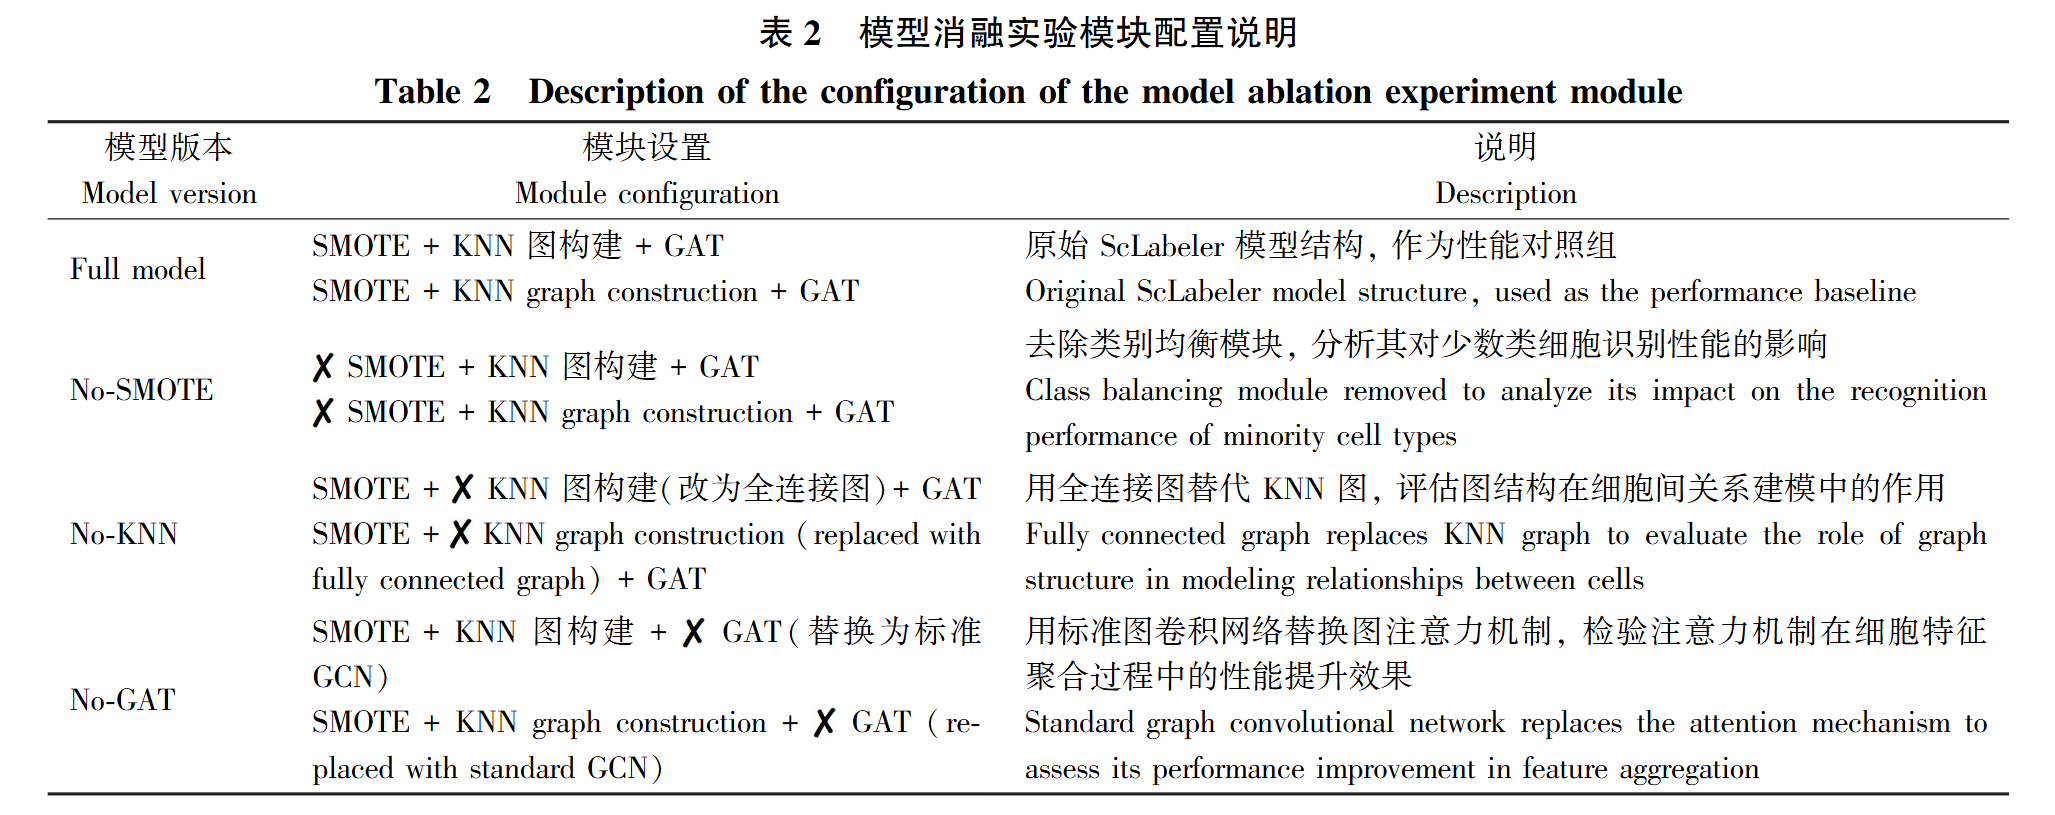 表 2 模型消融实验模块配置说明
Table 2 Description of the configuration of the model ablation experiment module
模型版本 模块设置 说明
Model version Module configuration Description
Full model
SMOTE + KNN 图构建 + GAT
SMOTE + KNN graph construction + GAT
原始 ScLabeler 模型结构, 作为性能对照组
Original ScLabeler model structure, used as the performance baseline
No-SMOTE
✘ SMOTE + KNN 图构建 + GAT
✘ SMOTE + KNN graph construction + GAT
去除类别均衡模块, 分析其对少数类细胞识别性能的影响
Class balancing module removed to analyze its impact on the recognition
performance of minority cell types
No-KNN
SMOTE + ✘ KNN 图构建(改为全连接图)+ GAT
SMOTE + ✘ KNN graph construction (replaced with
fully connected graph) + GAT
用全连接图替代 KNN 图, 评估图结构在细胞间关系建模中的作用
Fully connected graph replaces KNN graph to evaluate the role of graph
structure in modeling relationships between cells
No-GAT
SMOTE + KNN 图构建 + ✘ GAT(替换为标准
GCN)
SMOTE + KNN graph construction + ✘ GAT (re-
placed with standard GCN)
用标准图卷积网络替换图注意力机制, 检验注意力机制在细胞特征
聚合过程中的性能提升效果
Standard graph convolutional network replaces the attention mechanism to
assess its performance improvement in feature aggregation